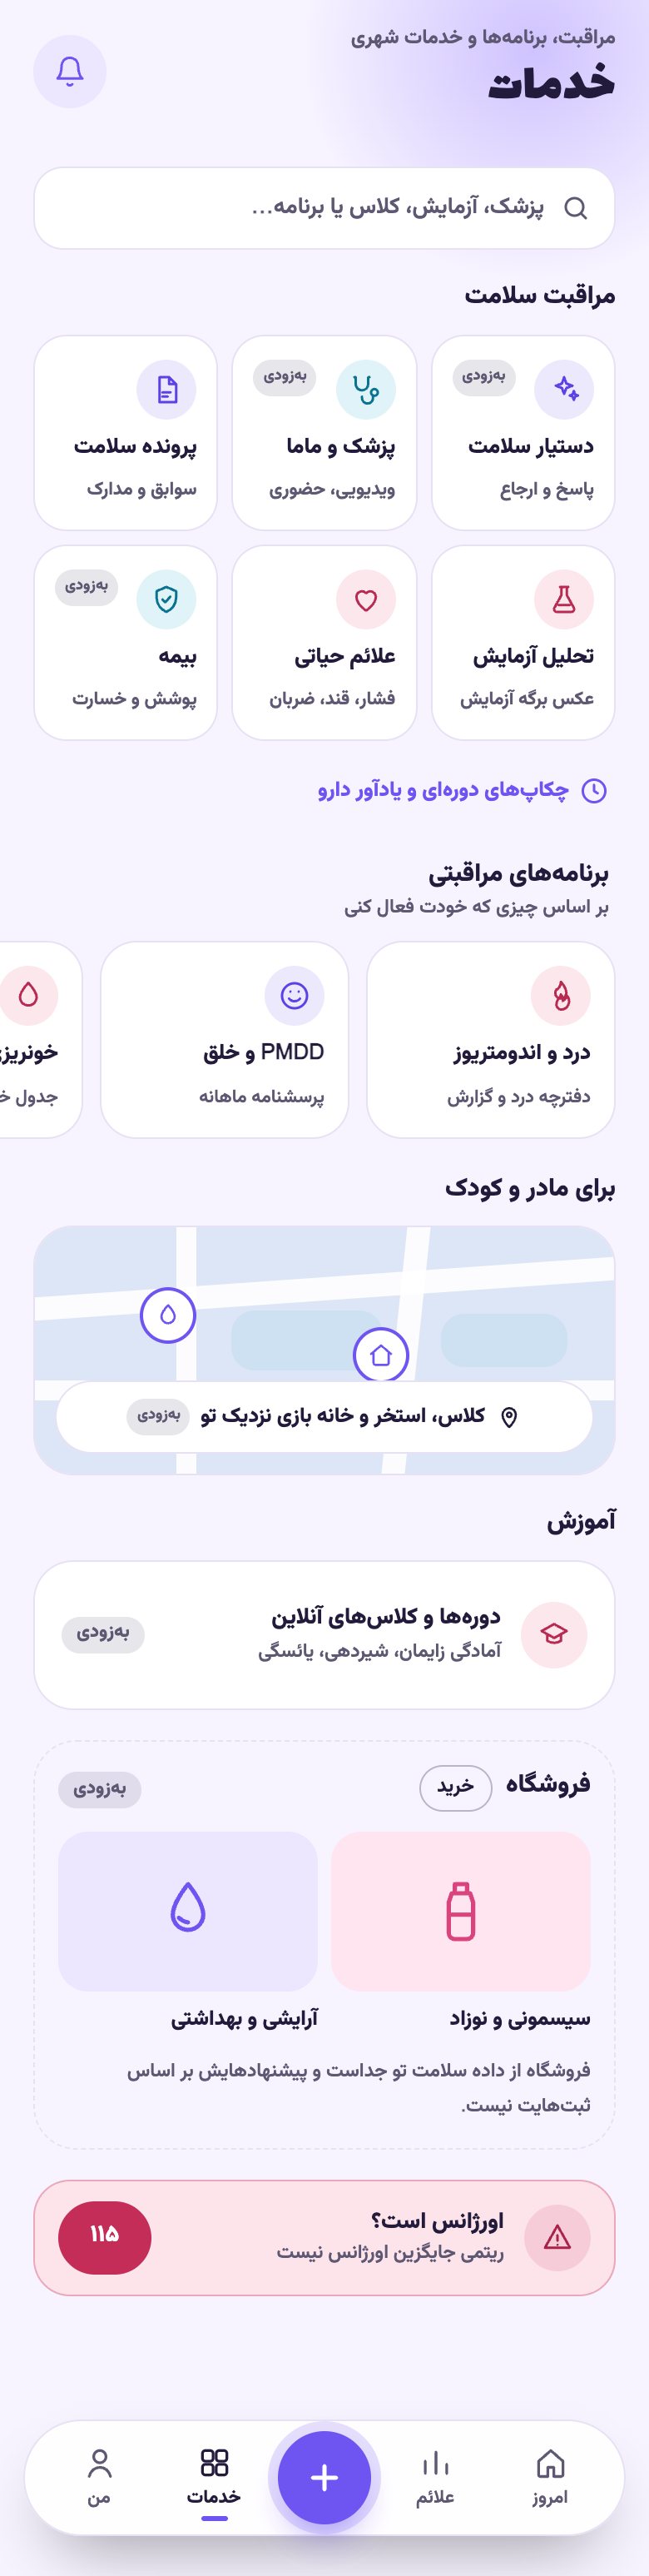 مراقبت، برنامه‌ها و خدمات شهری
خدمات
پزشک، آزمایش، کلاس یا برنامه...
مراقبت سلامت
به‌زودی
دستیار سلامت
پاسخ و ارجاع
به‌زودی
پزشک و ماما
ویدیویی، حضوری
پرونده سلامت
سوابق و مدارک
تحلیل آزمایش
عکس برگه آزمایش
علائم حیاتی
فشار، قند، ضربان
به‌زودی
بیمه
پوشش و خسارت
چکاپ‌های دوره‌ای و یادآور دارو
برنامه‌های مراقبتی
بر اساس چیزی که خودت فعال کنی
درد و اندومتریوز
دفترچه درد و گزارش
PMDD و خلق
پرسشنامه ماهانه
خونریزی
جدول
برای مادر و کودک
کلاس، استخر و خانه بازی نزدیک تو به‌زودی
آموزش
دوره‌ها و کلاس‌های آنلاین
آمادگی زایمان، شیردهی، یائسگی
به‌زودی
فروشگاه
خرید
به‌زودی
سیسمونی و نوزاد
آرایشی و بهداشتی
فروشگاه از داده سلامت تو جداست و پیشنهادهایش بر اساس
ثبت‌هایت نیست.
اورژانس است؟
ریتمی جایگزین اورژانس نیست
۱۱۵
امروز
علائم
خدمات
من